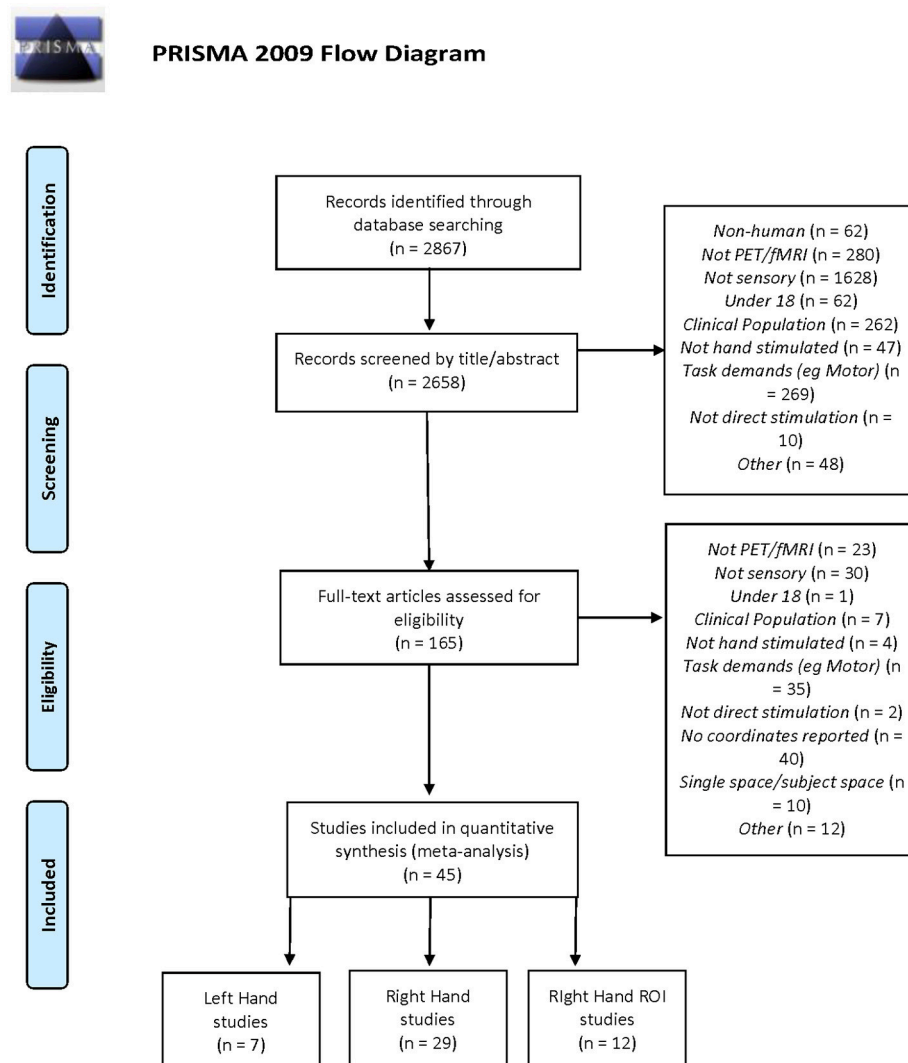 PRISMA
PRISMA 2009 Flow Diagram
Identification
Records identified through
database searching
(n = 2867)
Non-human (n = 62)
Not PET/fMRI (n = 280)
Not sensory (n = 1628)
Under 18 (n = 62)
Clinical Population (n = 262)
Not hand stimulated (n = 47)
Task demands (eg Motor) (n
= 269)
Not direct stimulation (n =
10)
Other (n = 48)
Screening
Records screened by title/abstract
(n = 2658)
Eligibility
Full-text articles assessed for
eligibility
(n = 165)
Not PET/fMRI (n = 23)
Not sensory (n = 30)
Under 18 (n = 1)
Clinical Population (n = 7)
Not hand stimulated (n = 4)
Task demands (eg Motor) (n
= 35)
Not direct stimulation (n = 2)
No coordinates reported (n =
40)
Single space/subject space (n
= 10)
Other (n = 12)
Included
Studies included in quantitative
synthesis (meta-analysis)
(n = 45)
Left Hand
studies
(n = 7)
Right Hand
studies
(n = 29)
RIght Hand ROI
studies
(n = 12)